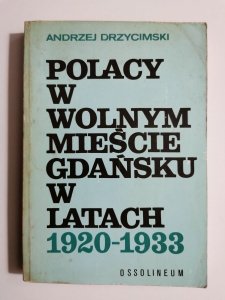 ANDRZEJ DRZYCIMSKI
POLACY
W
WOLNYM
MIEŚCIE
GDAŃSKU
W
LATACH
1920-1933
OSSOLINEUM